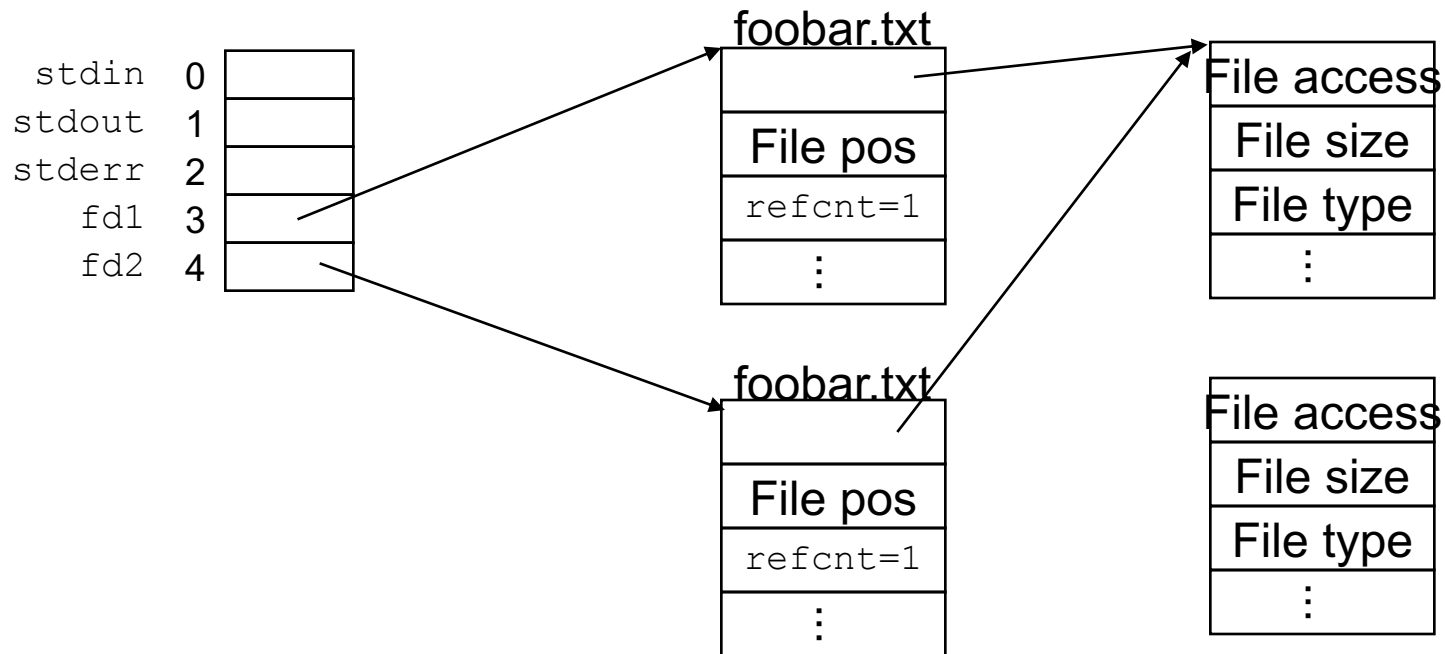 stdin 0
stdout 1
stderr 2
fd1 3
fd2 4
foobar.txt
File pos
refcnt=1
⋮
foobar.txt
File pos
refcnt=1
⋮
File access
File size
File type
⋮
File access
File size
File type
⋮